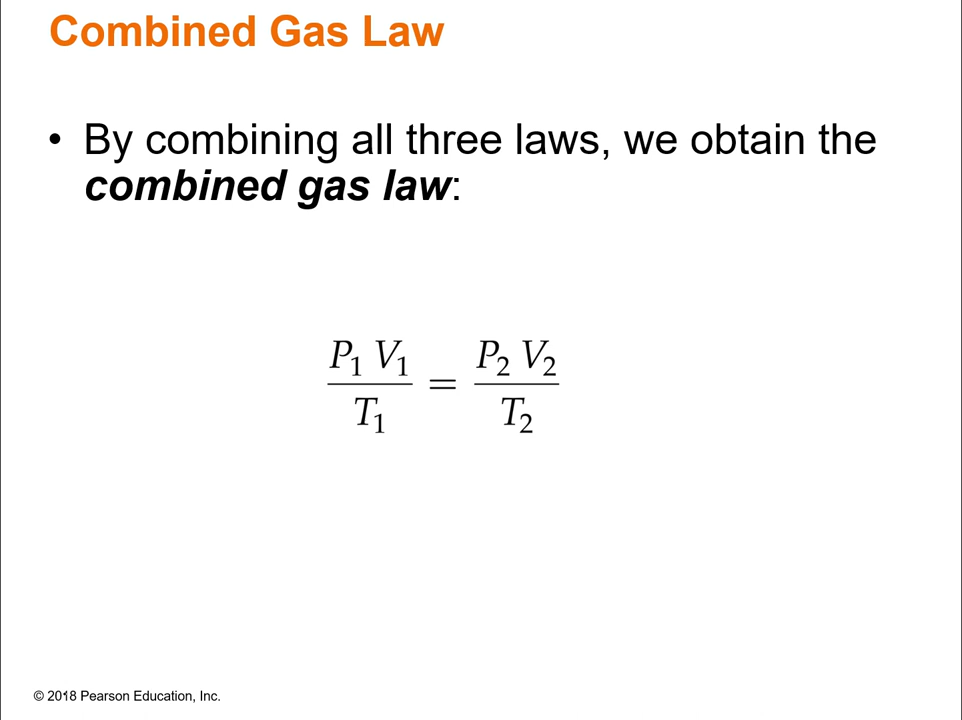 Combined Gas Law
• By combining all three laws, we obtain the
combined gas law:
P₁ V₁ / T₁ = P₂ V₂ / T₂
© 2018 Pearson Education, Inc.